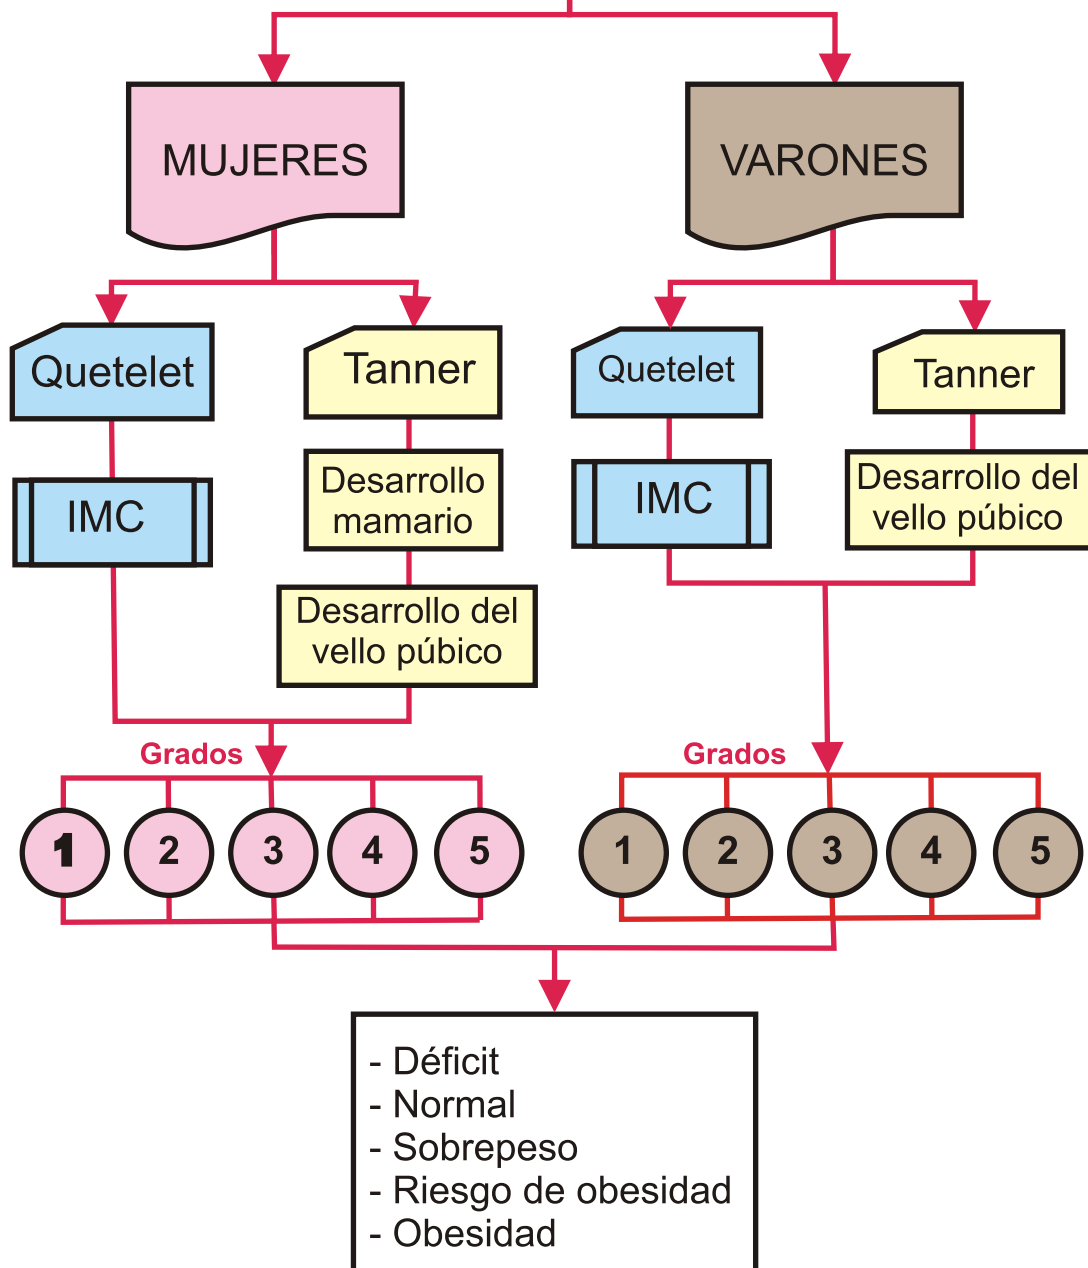 MUJERES
VARONES
Quetelet
Tanner
Quetelet
Tanner
IMC
Desarrollo
mamario
IMC
Desarrollo del
vello púbico
Desarrollo del
vello púbico
Grados
Grados
1 2 3 4 5
1 2 3 4 5
- Déficit
- Normal
- Sobrepeso
- Riesgo de obesidad
- Obesidad